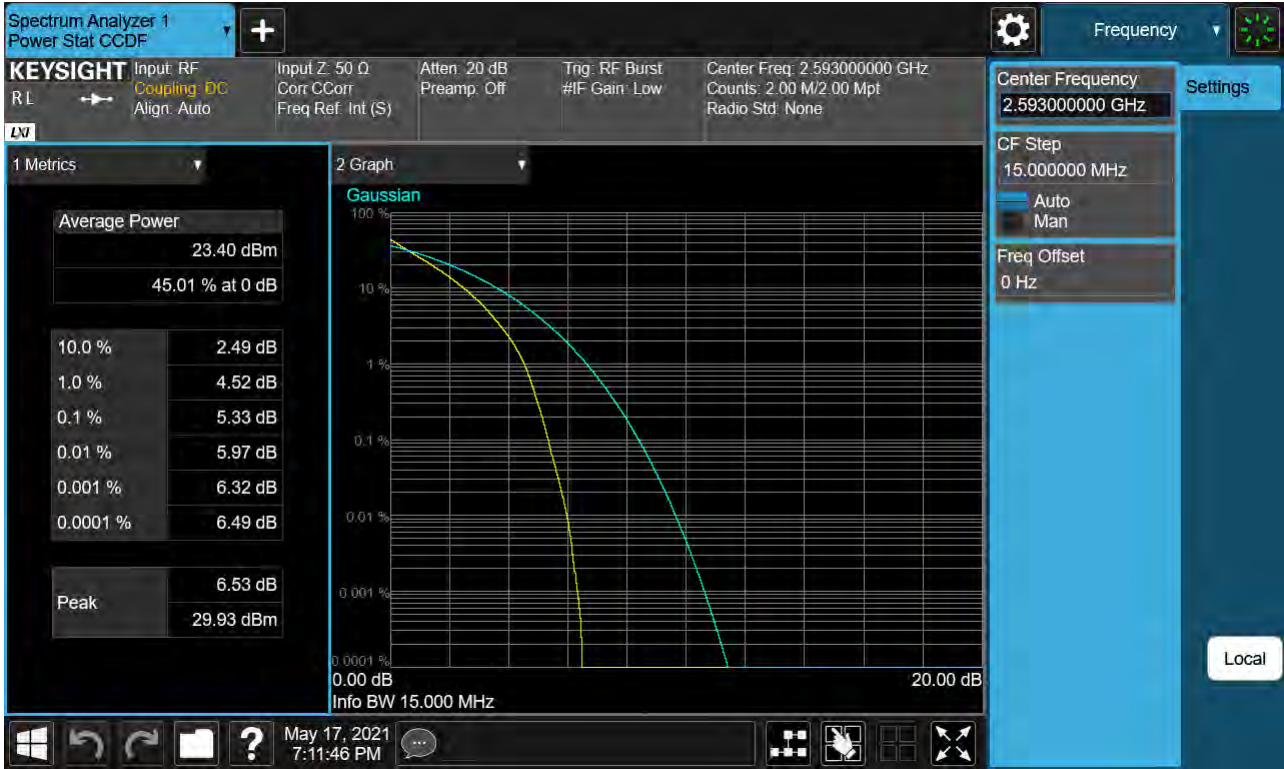 Spectrum Analyzer 1
Power Stat CCDF
+
Frequency
KEYSIGHT
R L
LXI
Input: RF
Coupling: DC
Align: Auto
Input Z: 50 Ω
Corr CCorr
Freq Ref: Int (S)
Atten: 20 dB
Preamp: Off
Trig: RF Burst
#IF Gain: Low
Center Freq: 2.593000000 GHz
Counts: 2.00 M/2.00 Mpt
Radio Std: None
Center Frequency
2.593000000 GHz
CF Step
15.000000 MHz
Auto
Man
Freq Offset
0 Hz
Settings
Local
1 Metrics
Average Power
23.40 dBm
45.01 % at 0 dB
10.0 % 2.49 dB
1.0 % 4.52 dB
0.1 % 5.33 dB
0.01 % 5.97 dB
0.001 % 6.32 dB
0.0001 % 6.49 dB
Peak
6.53 dB
29.93 dBm
2 Graph
Gaussian
100 %
10 %
1 %
0.1 %
0.01 %
0.001 %
0.0001 %
0.00 dB 20.00 dB
Info BW 15.000 MHz
?
May 17, 2021
7:11:46 PM